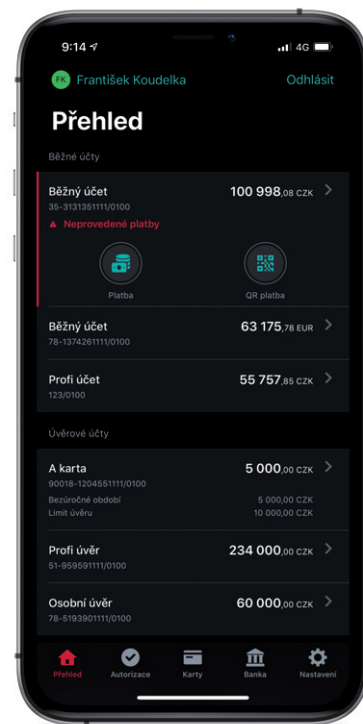 9:14
4G
FK František Koudelka Odhlásit
Přehled
Běžné účty
Běžný účet 100 998,08 CZK
35-3131351111/0100
Neprovedené platby
Platba QR platba
Běžný účet 63 175,78 EUR
78-1374261111/0100
Profi účet 55 757,85 CZK
123/0100
Úvěrové účty
A karta 5 000,00 CZK
90018-1204551111/0100
Bezúročné období 5 000,00 CZK
Limit úvěru 10 000,00 CZK
Profi úvěr 234 000,00 CZK
51-959591111/0100
Osobní úvěr 60 000,00 CZK
78-5193901111/0100
Přehled Autorizace Karty Banka Nastavení